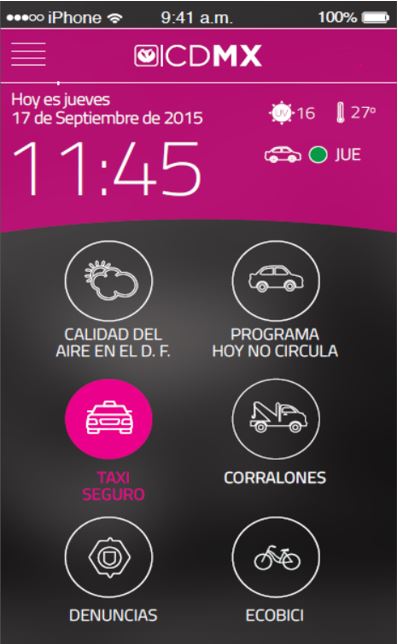 iPhone 9:41 a.m. 100%
CDMX
Hoy es jueves
17 de Septiembre de 2015
UV 16 27º
11:45
JUE
CALIDAD DEL
AIRE EN EL D. F.
PROGRAMA
HOY NO CIRCULA
TAXI
SEGURO
CORRALONES
DENUNCIAS
ECOBICI